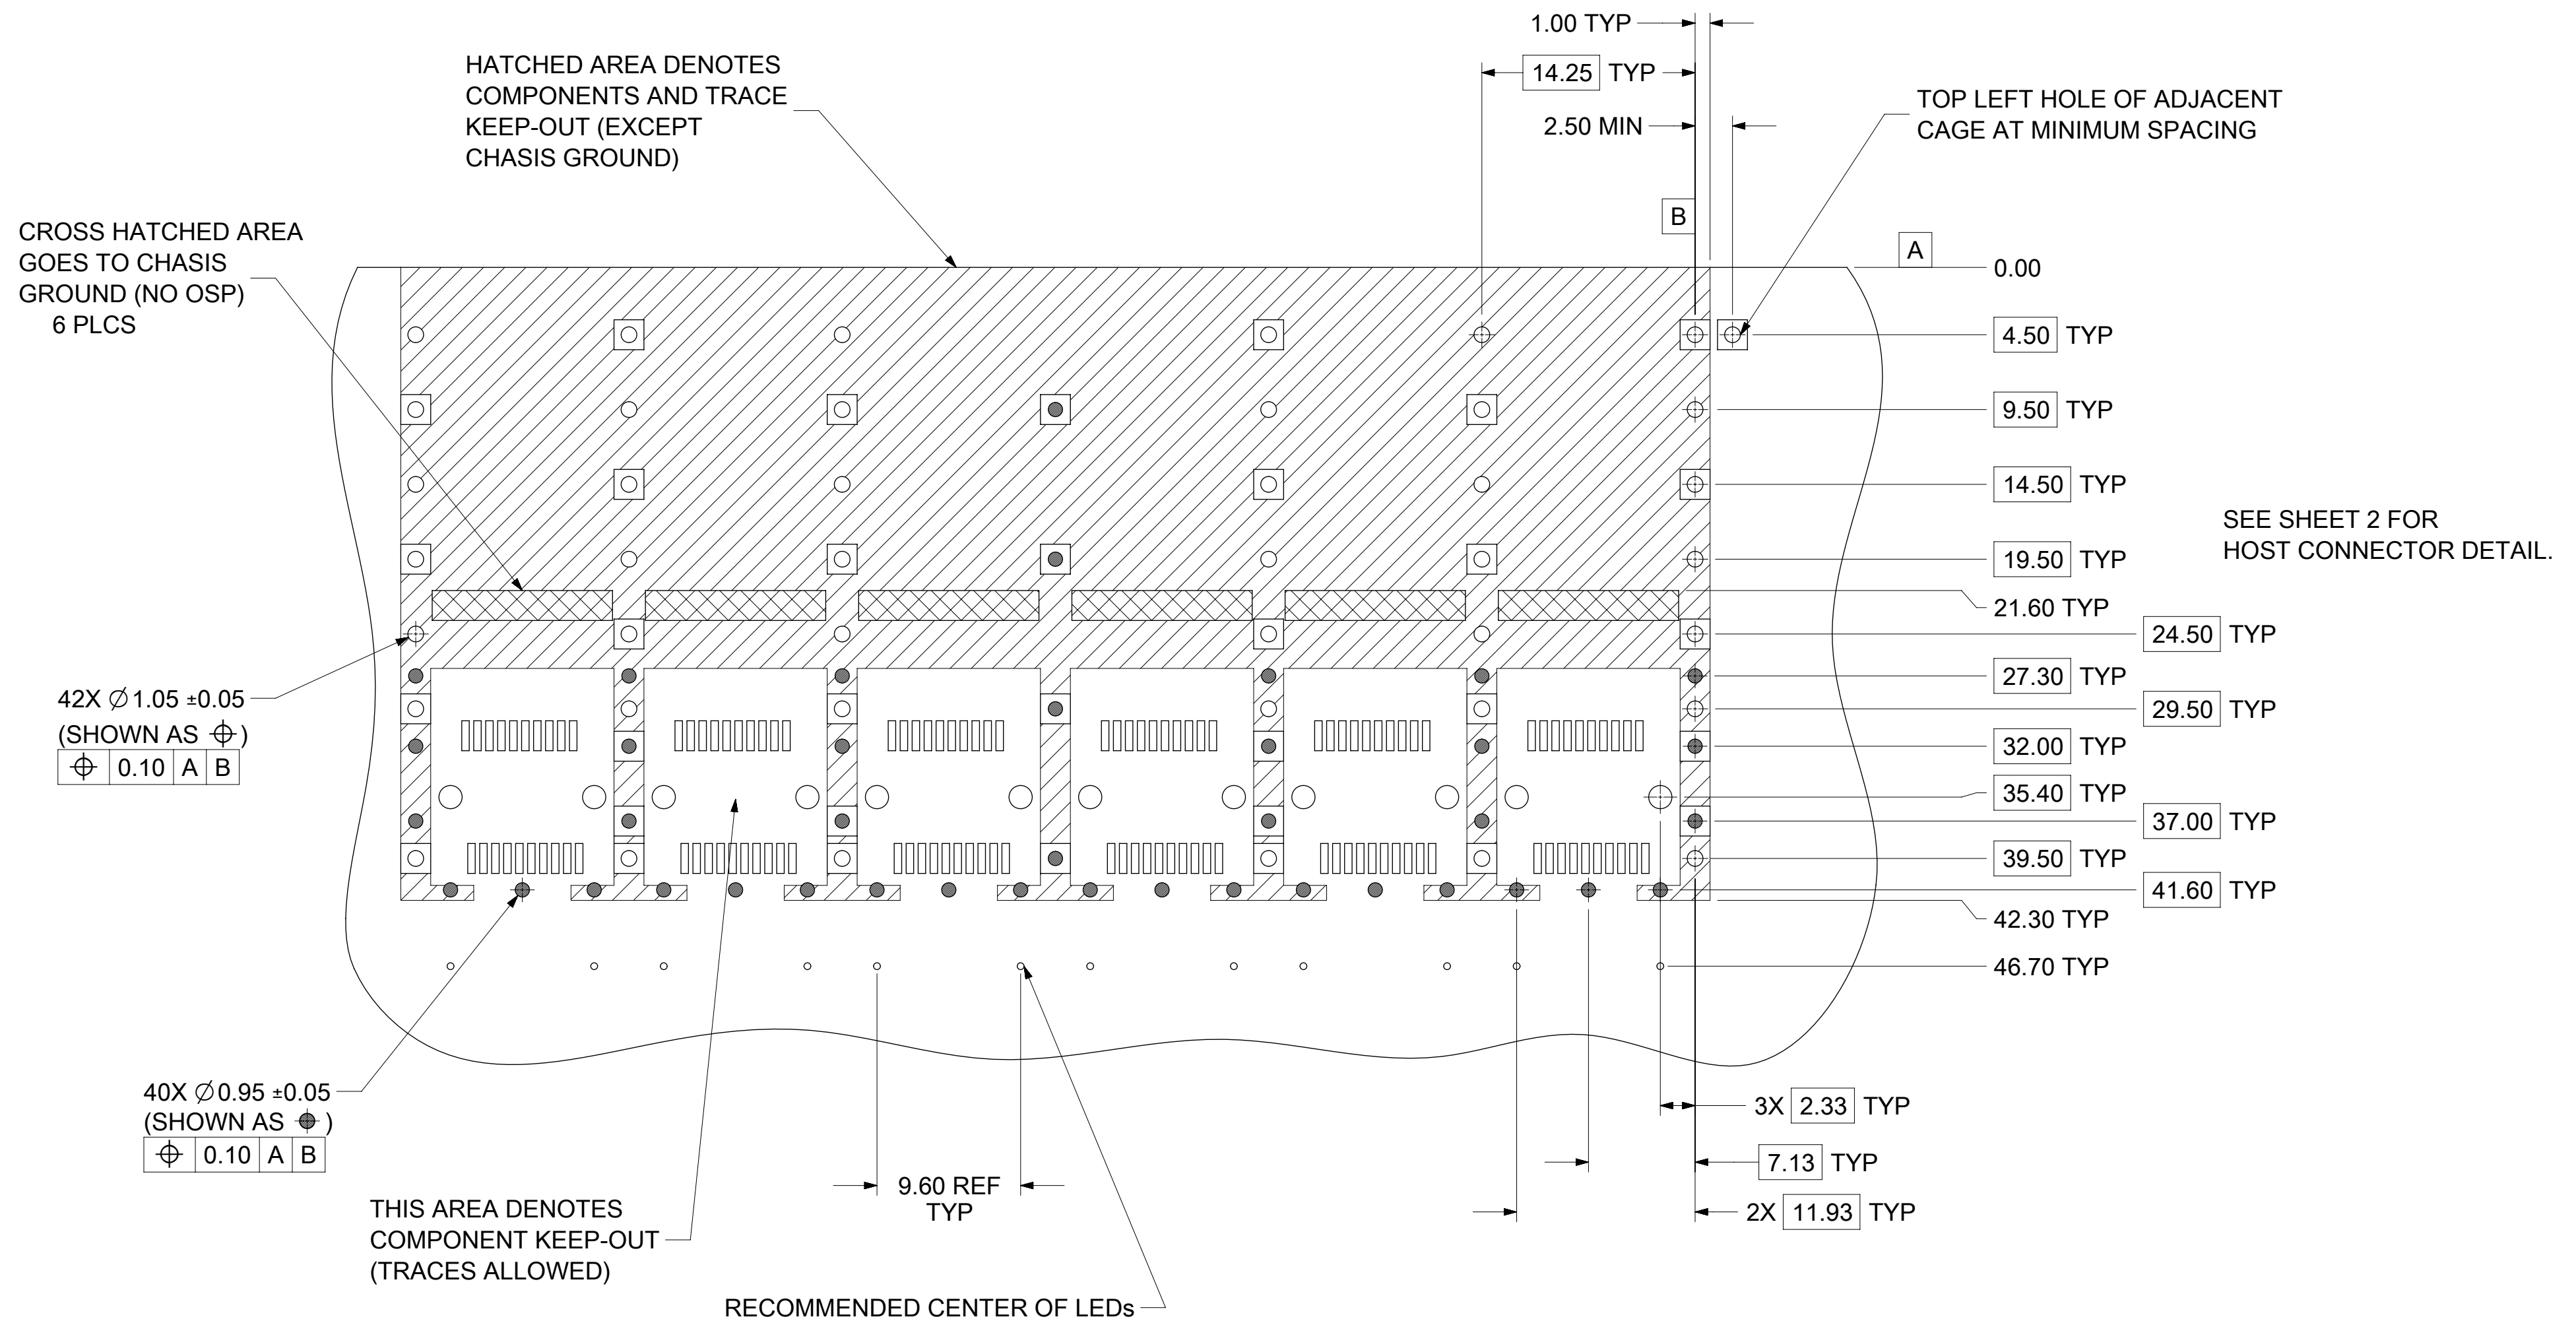 1.00 TYP
14.25 TYP
2.50 MIN
HATCHED AREA DENOTES
COMPONENTS AND TRACE
KEEP-OUT (EXCEPT
CHASIS GROUND)
TOP LEFT HOLE OF ADJACENT
CAGE AT MINIMUM SPACING
CROSS HATCHED AREA
GOES TO CHASIS
GROUND (NO OSP)
6 PLCS
B
A
0.00
4.50 TYP
9.50 TYP
14.50 TYP
SEE SHEET 2 FOR
HOST CONNECTOR DETAIL.
19.50 TYP
21.60 TYP
24.50 TYP
27.30 TYP
29.50 TYP
32.00 TYP
35.40 TYP
37.00 TYP
39.50 TYP
41.60 TYP
42.30 TYP
46.70 TYP
42X ∅1.05 ±0.05
(SHOWN AS ⌖)
⌖ 0.10 A B
40X ∅0.95 ±0.05
(SHOWN AS )
⌖ 0.10 A B
3X 2.33 TYP
7.13 TYP
2X 11.93 TYP
9.60 REF
TYP
THIS AREA DENOTES
COMPONENT KEEP-OUT
(TRACES ALLOWED)
RECOMMENDED CENTER OF LEDs